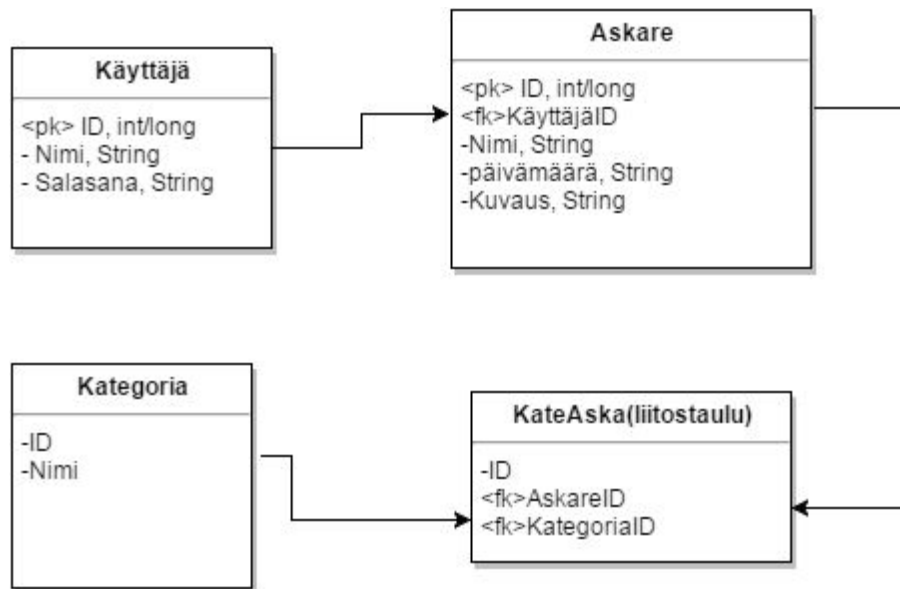 Käyttäjä
<pk> ID, int/long
- Nimi, String
- Salasana, String
Askare
<pk> ID, int/long
<fk>KäyttäjäID
-Nimi, String
-päivämäärä, String
-Kuvaus, String
Kategoria
-ID
-Nimi
KateAska(liitostaulu)
-ID
<fk>AskareID
<fk>KategoriaID